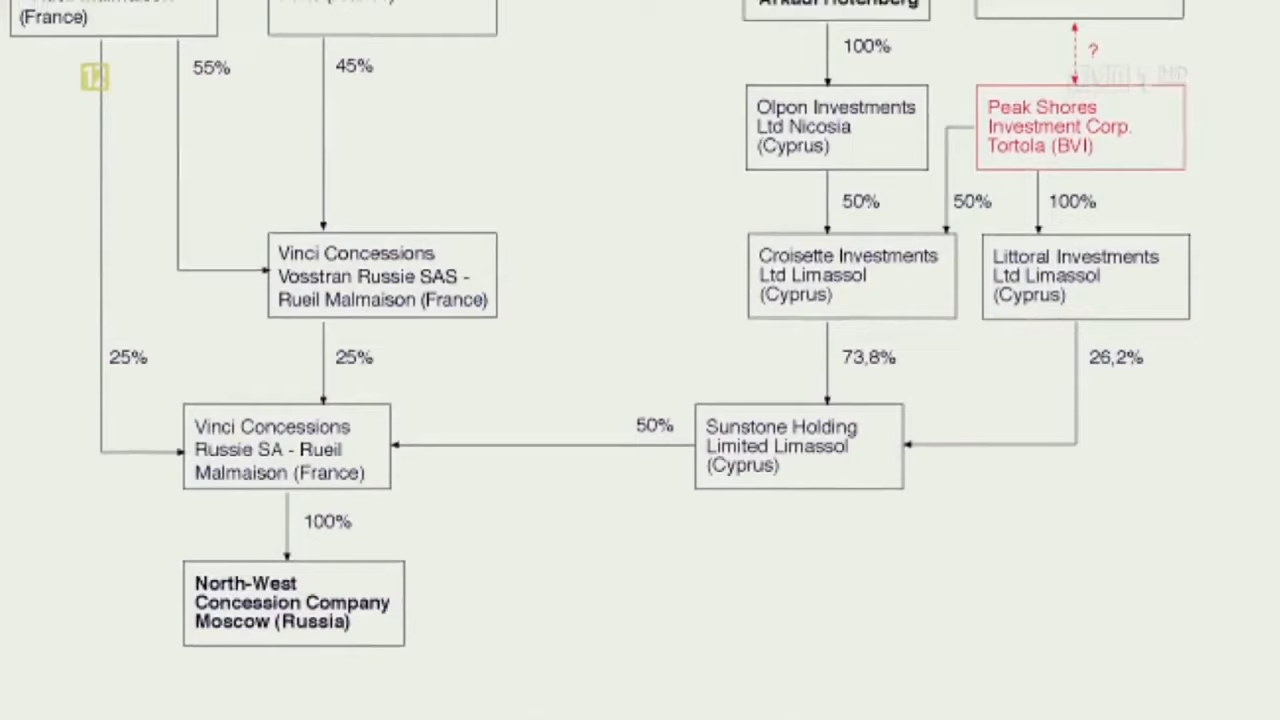 (France)
Arkadi Rotenberg
12
55%
45%
100%
?
Olpon Investments
Ltd Nicosia
(Cyprus)
Peak Shores
Investment Corp.
Tortola (BVI)
50%
50%
100%
Vinci Concessions
Vosstran Russie SAS -
Rueil Malmaison (France)
Croisette Investments
Ltd Limassol
(Cyprus)
Littoral Investments
Ltd Limassol
(Cyprus)
25%
25%
73,8%
26,2%
Vinci Concessions
Russie SA - Rueil
Malmaison (France)
50%
Sunstone Holding
Limited Limassol
(Cyprus)
100%
North-West
Concession Company
Moscow (Russia)